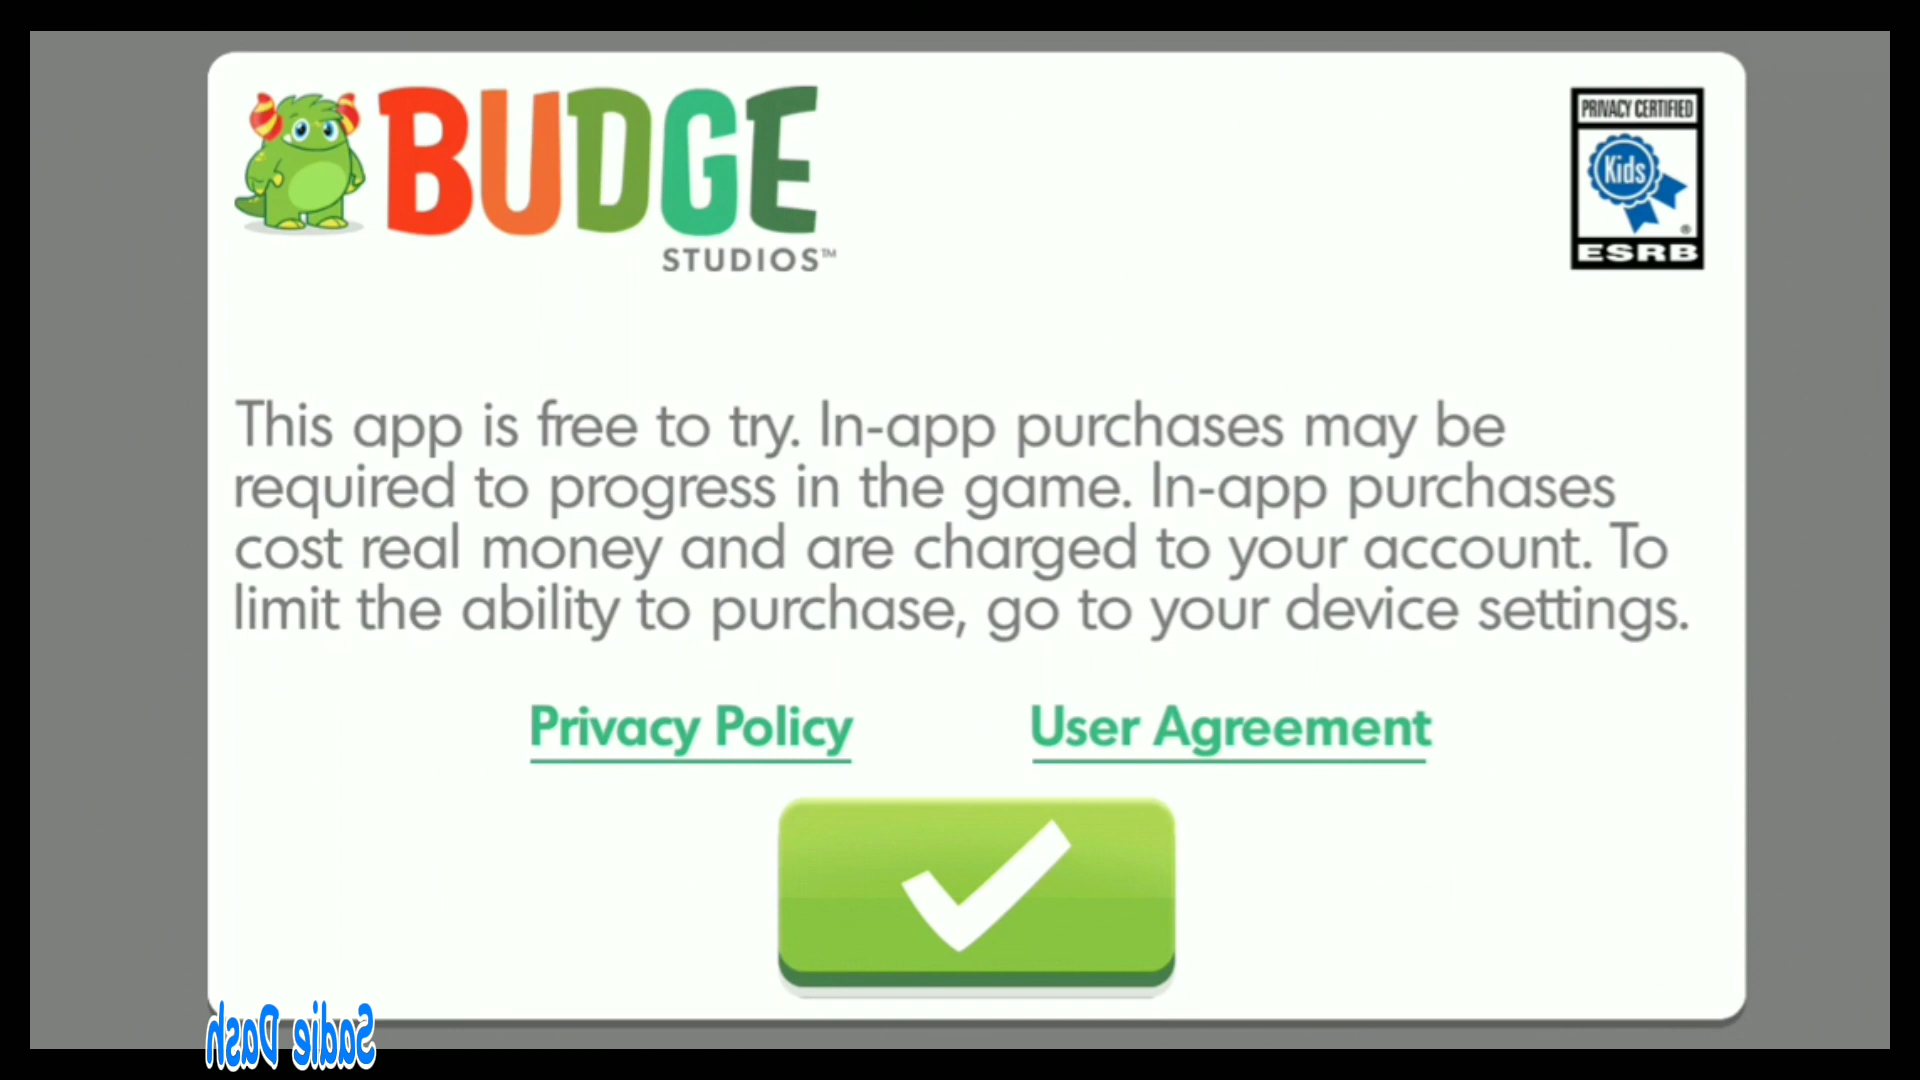 BUDGE
STUDIOS™
PRIVACY CERTIFIED
Kids
®
ESRB
This app is free to try. In-app purchases may be
required to progress in the game. In-app purchases
cost real money and are charged to your account. To
limit the ability to purchase, go to your device settings.
Privacy Policy
User Agreement
Sadie Dash